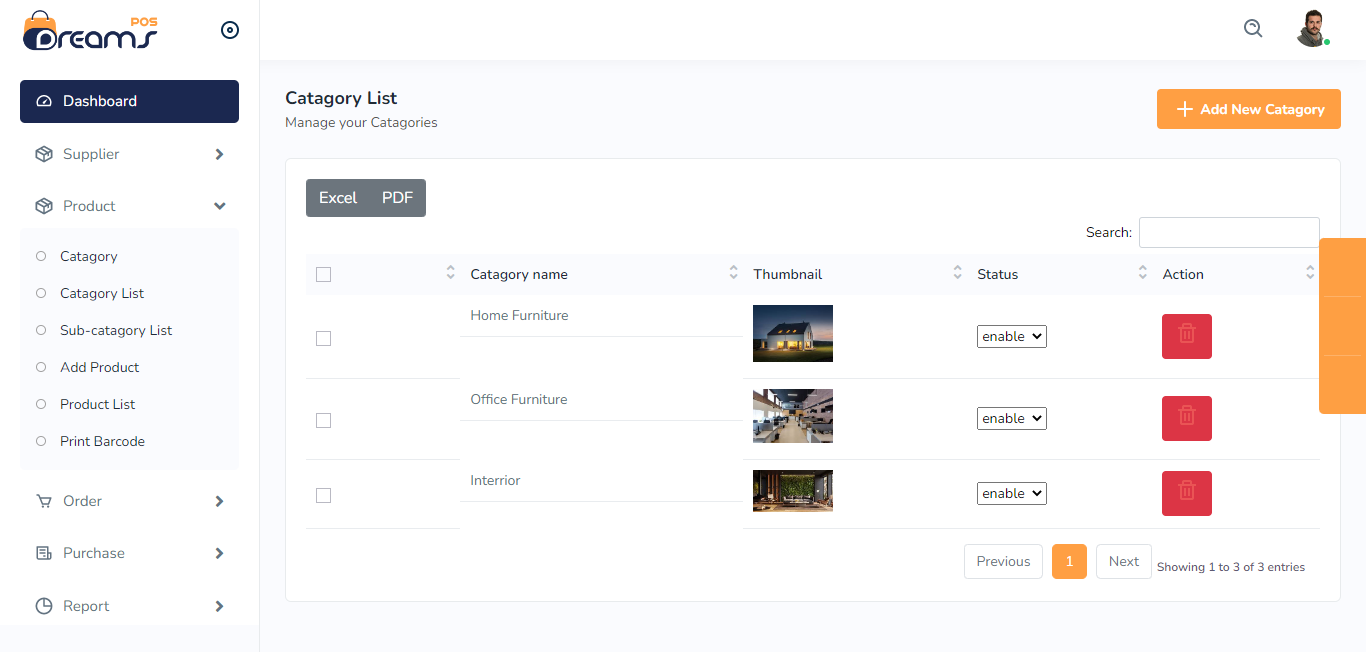 POS
Dreams
Dashboard
Supplier
Product
Catagory
Catagory List
Sub-catagory List
Add Product
Product List
Print Barcode
Order
Purchase
Report
Catagory List
Manage your Catagories
Add New Catagory
Excel PDF
Search:
Catagory name Thumbnail Status Action
Home Furniture enable
Office Furniture enable
Interrior enable
Previous 1 Next Showing 1 to 3 of 3 entries